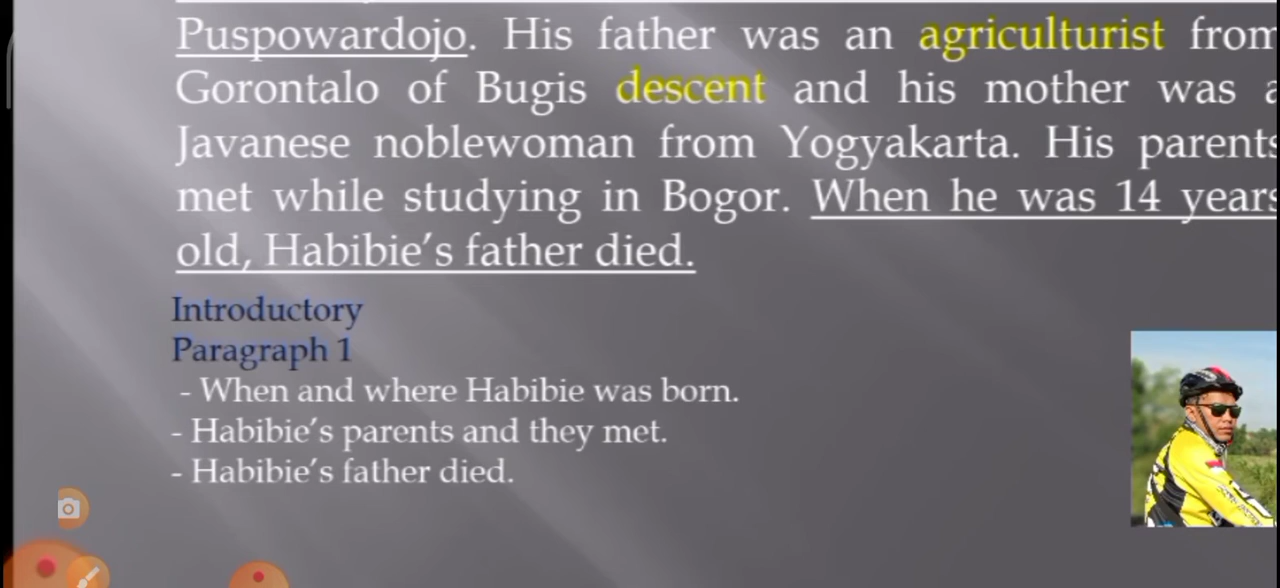 Puspowardojo. His father was an agriculturist from
Gorontalo of Bugis descent and his mother was a
Javanese noblewoman from Yogyakarta. His parents
met while studying in Bogor. When he was 14 years
old, Habibie’s father died.
Introductory
Paragraph 1
- When and where Habibie was born.
- Habibie’s parents and they met.
- Habibie’s father died.